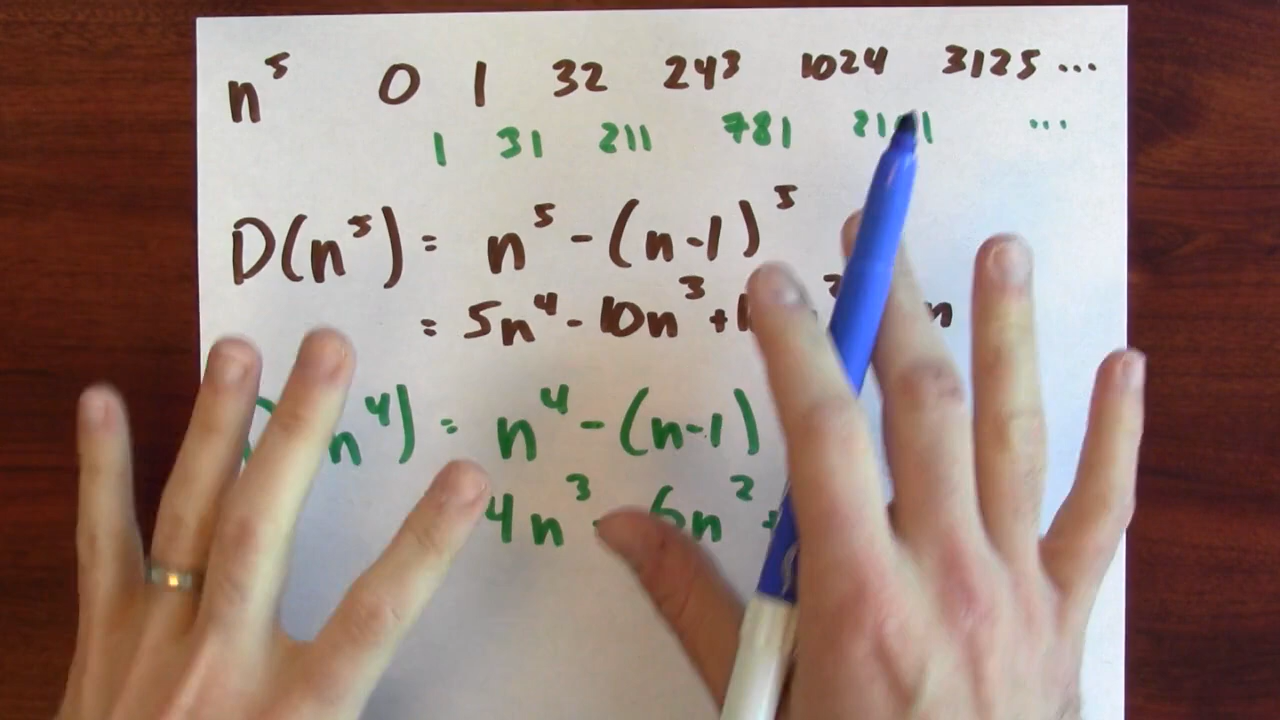 n⁵ 0 1 32 243 1024 3125 ...
1 31 211 781 ...
D(n⁵) = n⁵ - (n-1)⁵
= 5n⁴ - 10n³ + n
n⁴) = n⁴ - (n-1)
4n³ - 6n² +